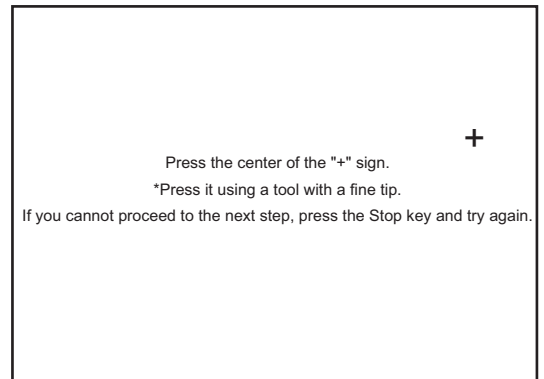 +
Press the center of the "+" sign.
*Press it using a tool with a fine tip.
If you cannot proceed to the next step, press the Stop key and try again.